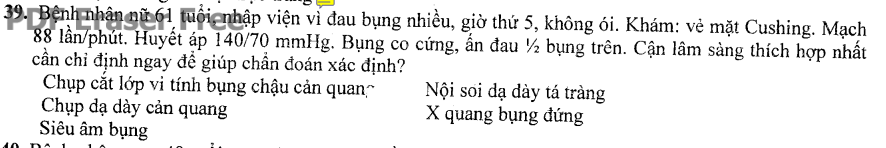 39. Bệnh nhân nữ 61 tuổi, nhập viện vì đau bụng nhiều, giờ thứ 5, không ói. Khám: vẻ mặt Cushing. Mạch
88 lần/phút. Huyết áp 140/70 mmHg. Bụng co cứng, ấn đau ½ bụng trên. Cận lâm sàng thích hợp nhất
cần chỉ định ngay để giúp chẩn đoán xác định?
Chụp cắt lớp vi tính bụng chậu cản quang
Nội soi dạ dày tá tràng
Chụp dạ dày cản quang
X quang bụng đứng
Siêu âm bụng